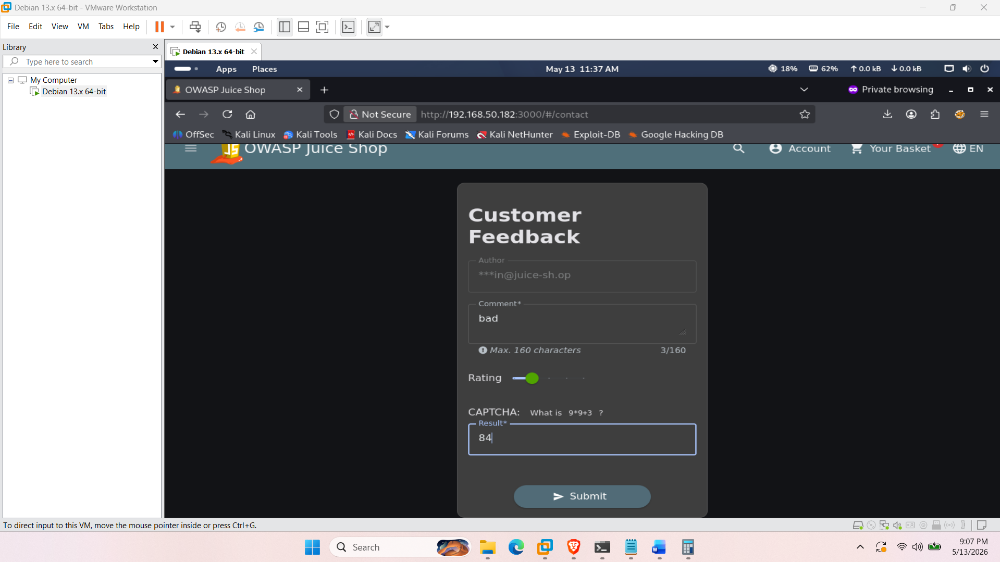 Debian 13.x 64-bit - VMware Workstation
File Edit View VM Tabs Help
Library
Type here to search
My Computer
Debian 13.x 64-bit
Debian 13.x 64-bit
Apps Places May 13 11:37 AM 18% 62% ↑0.0 kB ↓0.0 kB
OWASP Juice Shop Private browsing
Not Secure http://192.168.50.182:3000/#/contact
OffSec Kali Linux Kali Tools Kali Docs Kali Forums Kali NetHunter Exploit-DB Google Hacking DB
OWASP Juice Shop Account Your Basket EN
Customer
Feedback
Author
***in@juice-sh.op
Comment*
bad
Max. 160 characters 3/160
Rating
CAPTCHA: What is 9*9+3 ?
Result*
84
Submit
To direct input to this VM, move the mouse pointer inside or press Ctrl+G.
Search
9:07 PM
5/13/2026